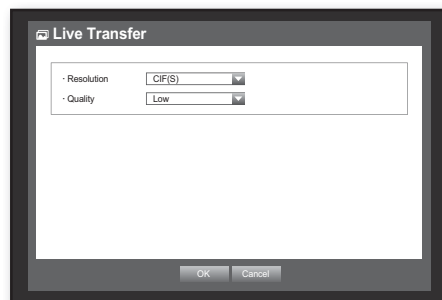 Live Transfer
· Resolution CIF(S)
· Quality Low
OK Cancel